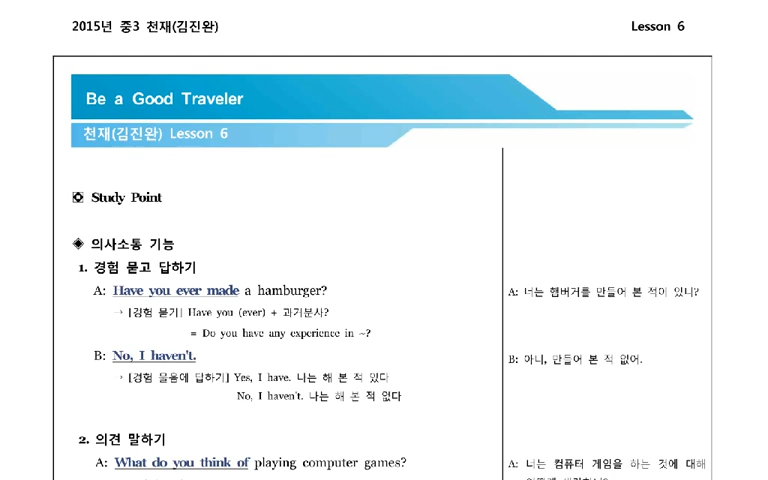 2015년 중3 천재(김진완)
Lesson 6
Be a Good Traveler
천재(김진완) Lesson 6
Study Point
◈ 의사소통 기능
1. 경험 묻고 답하기
A: Have you ever made a hamburger?
A: 너는 햄버거를 만들어 본 적이 있니?
→ [경험 묻기] Have you (ever) + 과거분사?
= Do you have any experience in ~?
B: No, I haven't.
B: 아니, 만들어 본 적 없어.
→ [경험 물음에 답하기] Yes, I have. 나는 해 본 적 있다
No, I haven't. 나는 해 본 적 없다
2. 의견 말하기
A: What do you think of playing computer games?
A: 너는 컴퓨터 게임을 하는 것에 대해